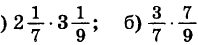 ) 2 1/7 · 3 1/9; б) 3/7 · 7/9